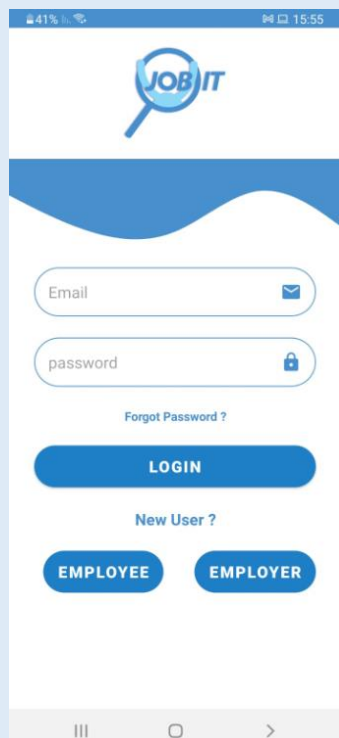 41% 15:55
JOB IT
Email
password
Forgot Password ?
LOGIN
New User ?
EMPLOYEE EMPLOYER